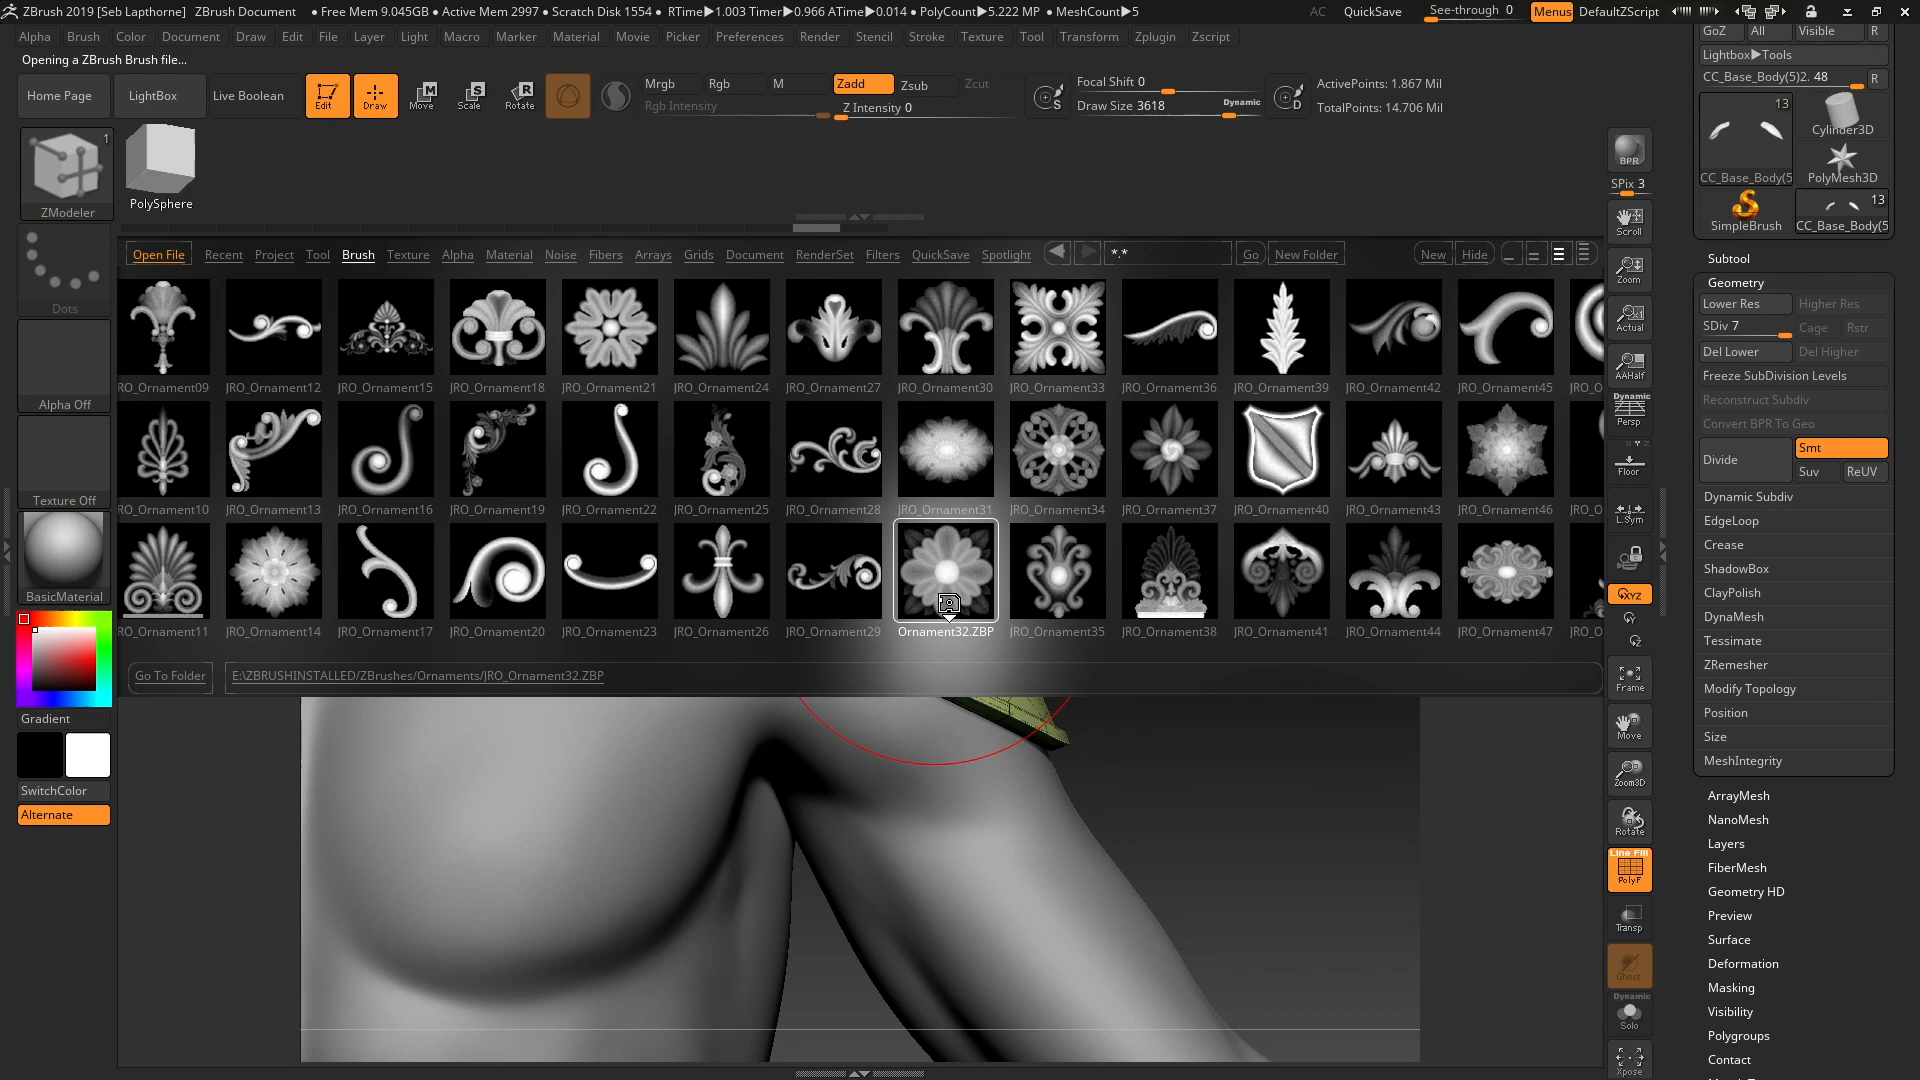 ZBrush 2019 [Seb Lapthorne] ZBrush Document • Free Mem 9.045GB • Active Mem 2997 • Scratch Disk 1554 • RTime▶1.003 Timer▶0.966 ATime▶0.014 • PolyCount▶5.222 MP • MeshCount▶5 AC QuickSave See-through 0 Menus DefaultZScript
Alpha Brush Color Document Draw Edit File Layer Light Macro Marker Material Movie Picker Preferences Render Stencil Stroke Texture Tool Transform Zplugin Zscript
Opening a ZBrush Brush file...
Home Page LightBox Live Boolean Edit Draw Move Scale Rotate
Mrgb Rgb M Zadd Zsub Zcut
Rgb Intensity Z Intensity 0
Focal Shift 0
Draw Size 3618 Dynamic
ActivePoints: 1.867 Mil
TotalPoints: 14.706 Mil
1
ZModeler
PolySphere
Dots
Alpha Off
Texture Off
BasicMaterial
Gradient
SwitchColor
Alternate
Open File Recent Project Tool Brush Texture Alpha Material Noise Fibers Arrays Grids Document RenderSet Filters QuickSave Spotlight *.* Go New Folder New Hide
RO_Ornament09 JRO_Ornament12 JRO_Ornament15 JRO_Ornament18 JRO_Ornament21 JRO_Ornament24 JRO_Ornament27 JRO_Ornament30 JRO_Ornament33 JRO_Ornament36 JRO_Ornament39 JRO_Ornament42 JRO_Ornament45 JRO_O
RO_Ornament10 JRO_Ornament13 JRO_Ornament16 JRO_Ornament19 JRO_Ornament22 JRO_Ornament25 JRO_Ornament28 JRO_Ornament31 JRO_Ornament34 JRO_Ornament37 JRO_Ornament40 JRO_Ornament43 JRO_Ornament46 JRO_O
RO_Ornament11 JRO_Ornament14 JRO_Ornament17 JRO_Ornament20 JRO_Ornament23 JRO_Ornament26 JRO_Ornament29 Ornament32.ZBP JRO_Ornament35 JRO_Ornament38 JRO_Ornament41 JRO_Ornament44 JRO_Ornament47 JRO_O
Go To Folder E:\ZBRUSHINSTALLED/ZBrushes/Ornaments/JRO_Ornament32.ZBP
BPR
SPix 3
Scroll
Zoom
Actual
AAHalf
Dynamic
Persp
Floor
L.Sym
XYZ
Frame
Move
Zoom3D
Rotate
Line Fill
PolyF
Transp
Ghost
Dynamic
Solo
Xpose
GoZ All Visible R
Lightbox▶Tools
CC_Base_Body(5)2. 48 R
13 Cylinder3D
CC_Base_Body(5 PolyMesh3D
13
SimpleBrush CC_Base_Body(5
Subtool
Geometry
Lower Res Higher Res
SDiv 7 Cage Rstr
Del Lower Del Higher
Freeze SubDivision Levels
Reconstruct Subdiv
Convert BPR To Geo
Divide Smt
Suv ReUV
Dynamic Subdiv
EdgeLoop
Crease
ShadowBox
ClayPolish
DynaMesh
Tessimate
ZRemesher
Modify Topology
Position
Size
MeshIntegrity
ArrayMesh
NanoMesh
Layers
FiberMesh
Geometry HD
Preview
Surface
Deformation
Masking
Visibility
Polygroups
Contact